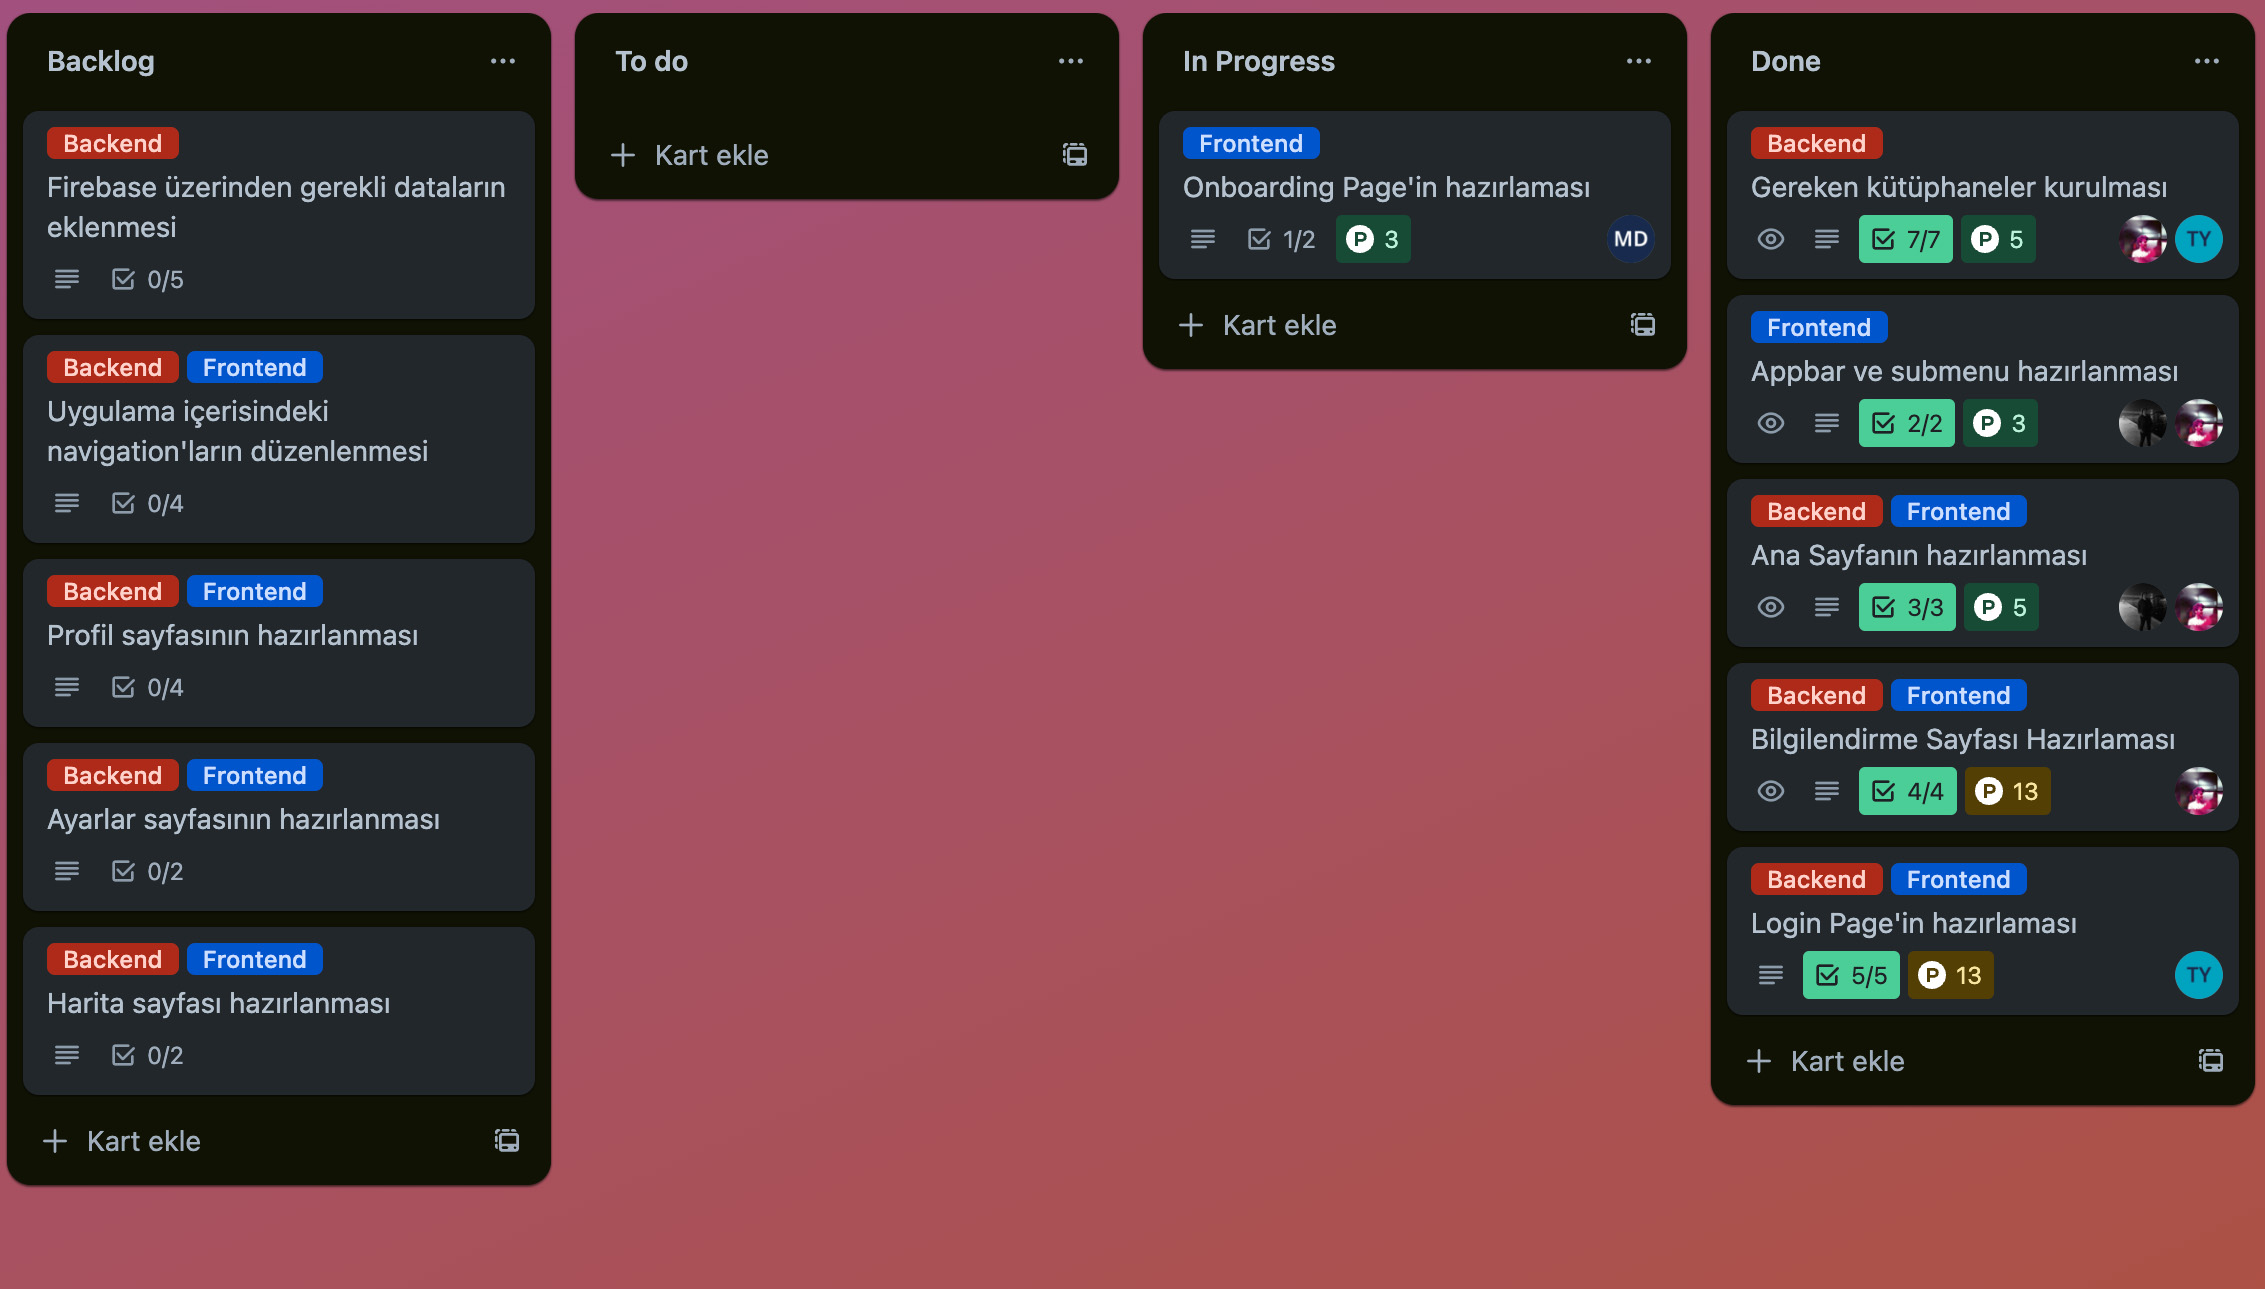 Backlog
Backend
Firebase üzerinden gerekli dataların
eklenmesi
0/5
Backend Frontend
Uygulama içerisindeki
navigation'ların düzenlenmesi
0/4
Backend Frontend
Profil sayfasının hazırlanması
0/4
Backend Frontend
Ayarlar sayfasının hazırlanması
0/2
Backend Frontend
Harita sayfası hazırlanması
0/2
+ Kart ekle
To do
+ Kart ekle
In Progress
Frontend
Onboarding Page'in hazırlaması
1/2 P 3 MD
+ Kart ekle
Done
Backend
Gereken kütüphaneler kurulması
7/7 P 5 TY
Frontend
Appbar ve submenu hazırlanması
2/2 P 3
Backend Frontend
Ana Sayfanın hazırlanması
3/3 P 5
Backend Frontend
Bilgilendirme Sayfası Hazırlaması
4/4 P 13
Backend Frontend
Login Page'in hazırlaması
5/5 P 13 TY
+ Kart ekle